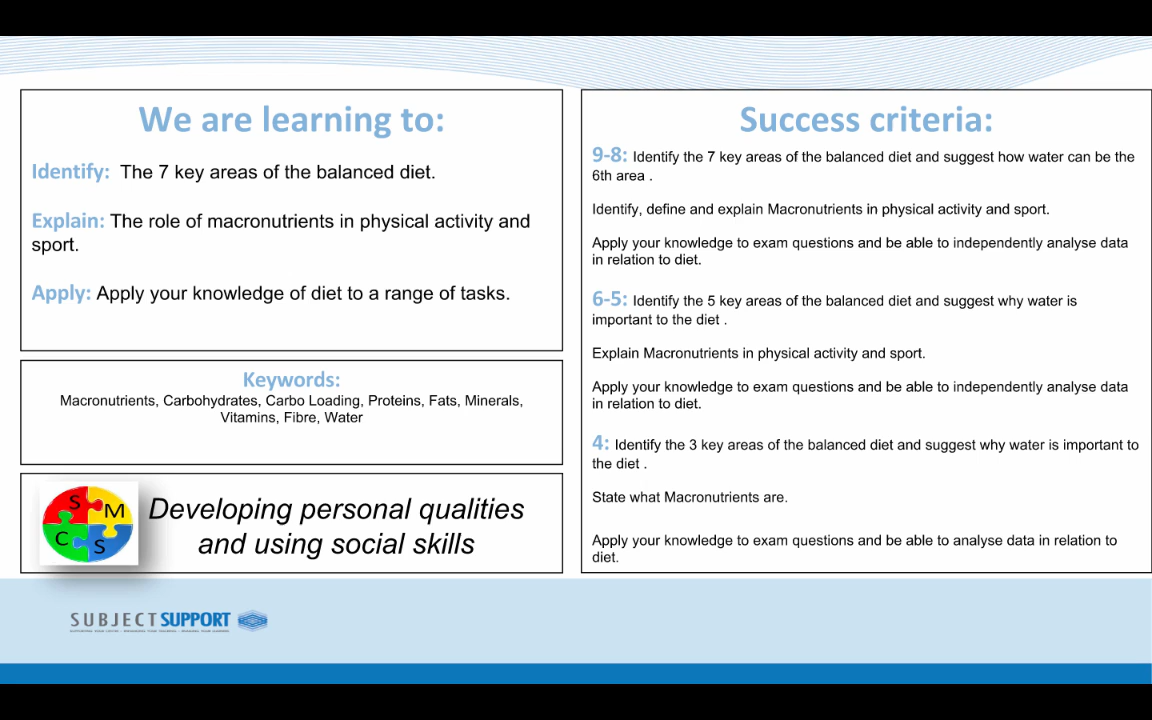 We are learning to:
Identify: The 7 key areas of the balanced diet.
Explain: The role of macronutrients in physical activity and
sport.
Apply: Apply your knowledge of diet to a range of tasks.
Keywords:
Macronutrients, Carbohydrates, Carbo Loading, Proteins, Fats, Minerals,
Vitamins, Fibre, Water
S M
C S
Developing personal qualities
and using social skills
Success criteria:
9-8: Identify the 7 key areas of the balanced diet and suggest how water can be the
6th area .
Identify, define and explain Macronutrients in physical activity and sport.
Apply your knowledge to exam questions and be able to independently analyse data
in relation to diet.
6-5: Identify the 5 key areas of the balanced diet and suggest why water is
important to the diet .
Explain Macronutrients in physical activity and sport.
Apply your knowledge to exam questions and be able to independently analyse data
in relation to diet.
4: Identify the 3 key areas of the balanced diet and suggest why water is important to
the diet .
State what Macronutrients are.
Apply your knowledge to exam questions and be able to analyse data in relation to
diet.
SUBJECTSUPPORT